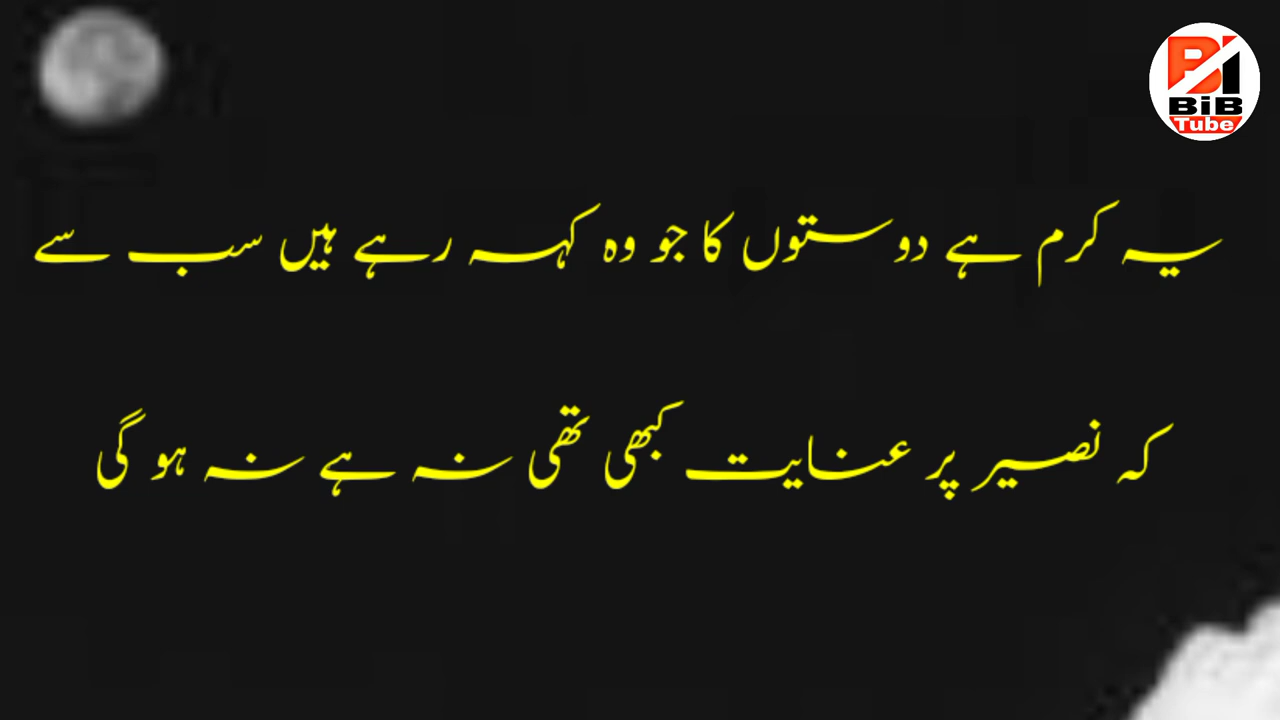 BiB
Tube
یہ کرم ہے دوستوں کا جو وہ کہہ رہے ہیں سب سے
کہ نصیر پر عنایت کبھی تھی نہ ہے نہ ہو گی